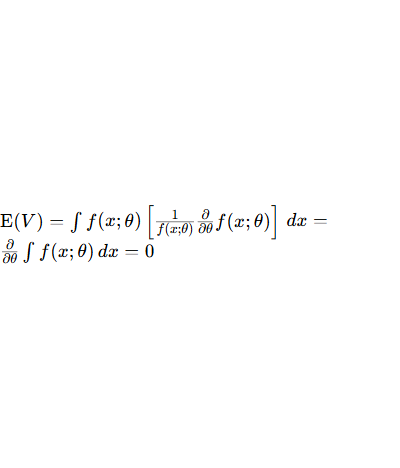 E(V) = ∫ f(x; θ) [ 1/f(x;θ) ∂/∂θ f(x; θ) ] dx =
∂/∂θ ∫ f(x; θ) dx = 0